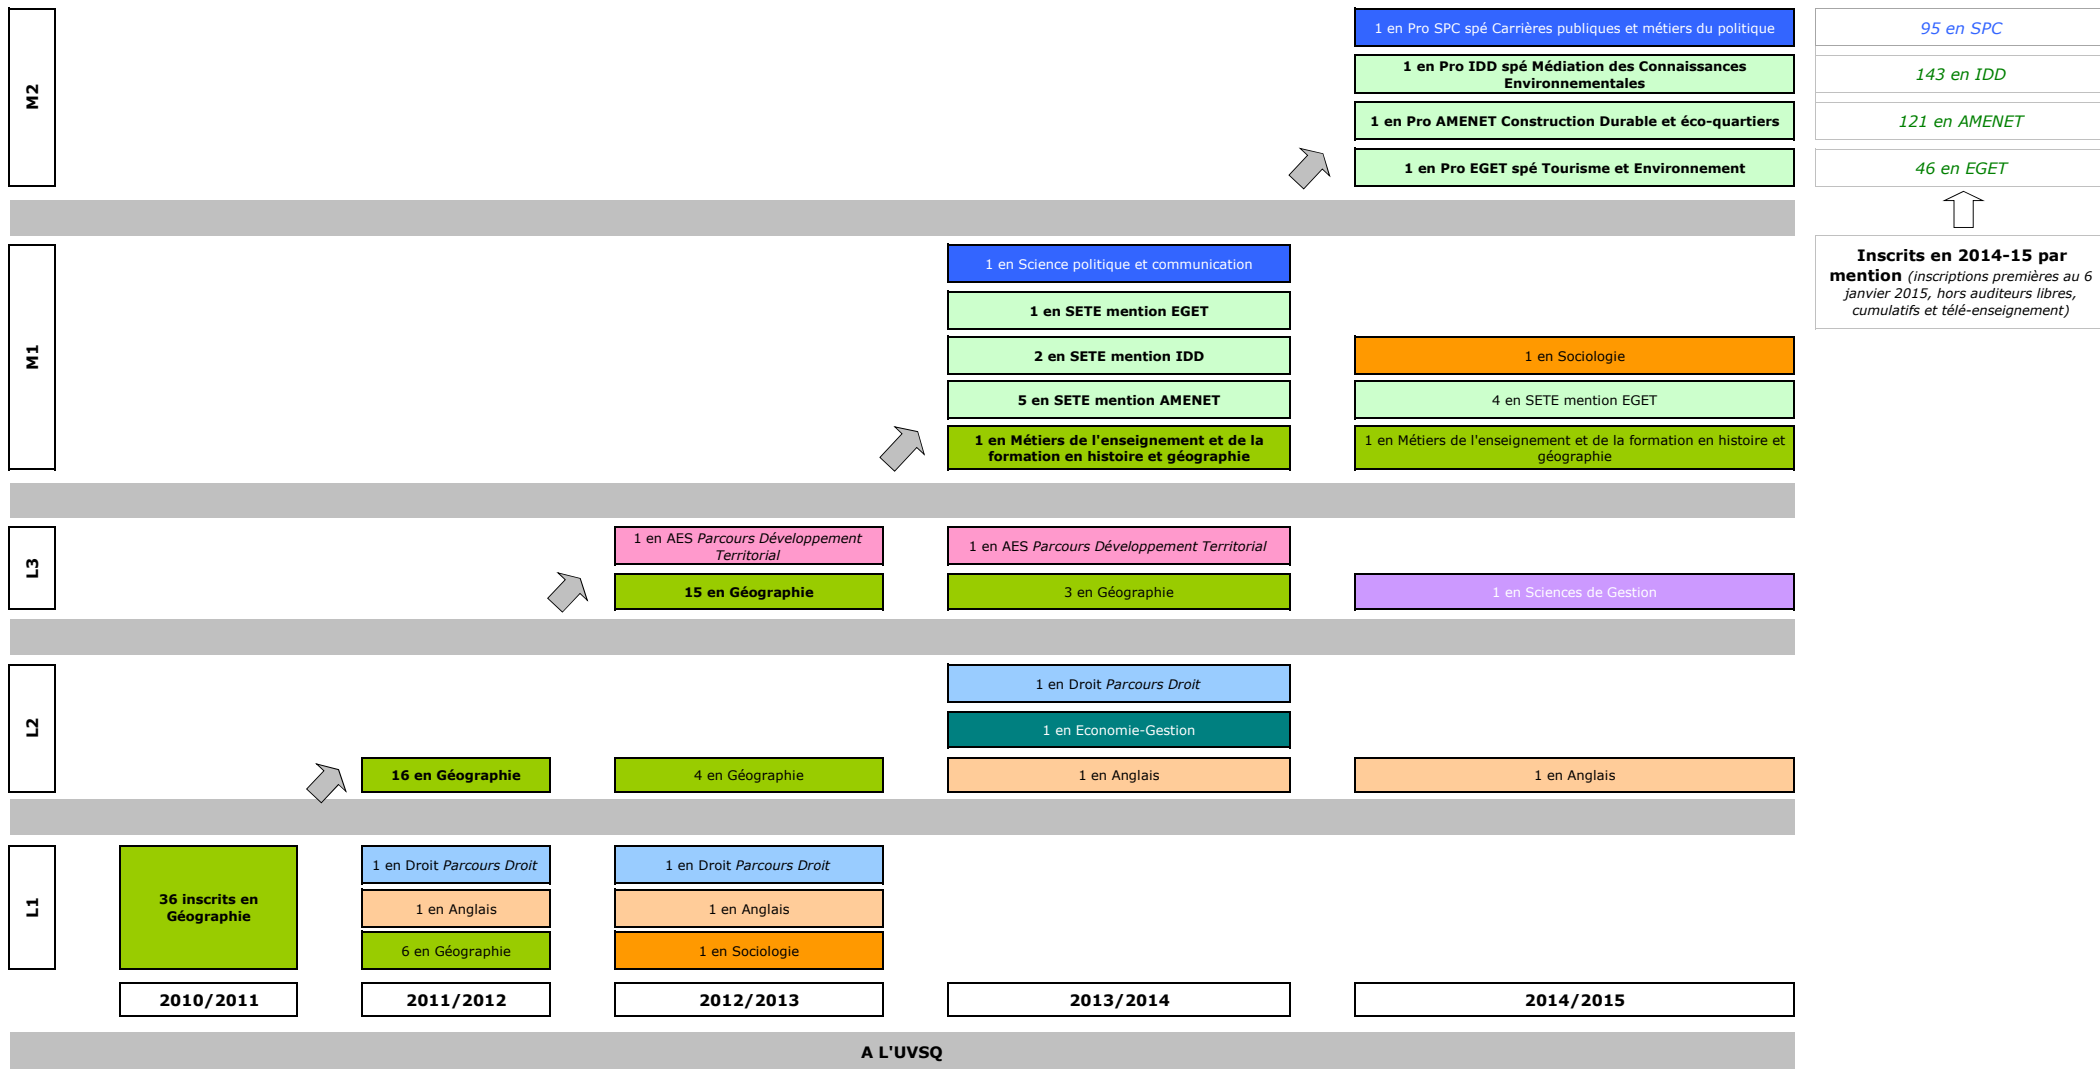 M2
1 en Pro SPC spé Carrières publiques et métiers du politique
95 en SPC
1 en Pro IDD spé Médiation des Connaissances
Environnementales
143 en IDD
1 en Pro AMENET Construction Durable et éco-quartiers
121 en AMENET
1 en Pro EGET spé Tourisme et Environnement
46 en EGET
Inscrits en 2014-15 par
mention (inscriptions premières au 6
janvier 2015, hors auditeurs libres,
cumulatifs et télé-enseignement)
M1
1 en Science politique et communication
1 en SETE mention EGET
2 en SETE mention IDD
1 en Sociologie
5 en SETE mention AMENET
4 en SETE mention EGET
1 en Métiers de l'enseignement et de la
formation en histoire et géographie
1 en Métiers de l'enseignement et de la formation en histoire et
géographie
L3
1 en AES Parcours Développement
Territorial
1 en AES Parcours Développement Territorial
15 en Géographie
3 en Géographie
1 en Sciences de Gestion
L2
1 en Droit Parcours Droit
1 en Economie-Gestion
16 en Géographie
4 en Géographie
1 en Anglais
1 en Anglais
L1
36 inscrits en
Géographie
1 en Droit Parcours Droit
1 en Droit Parcours Droit
1 en Anglais
1 en Anglais
6 en Géographie
1 en Sociologie
2010/2011
2011/2012
2012/2013
2013/2014
2014/2015
A L'UVSQ